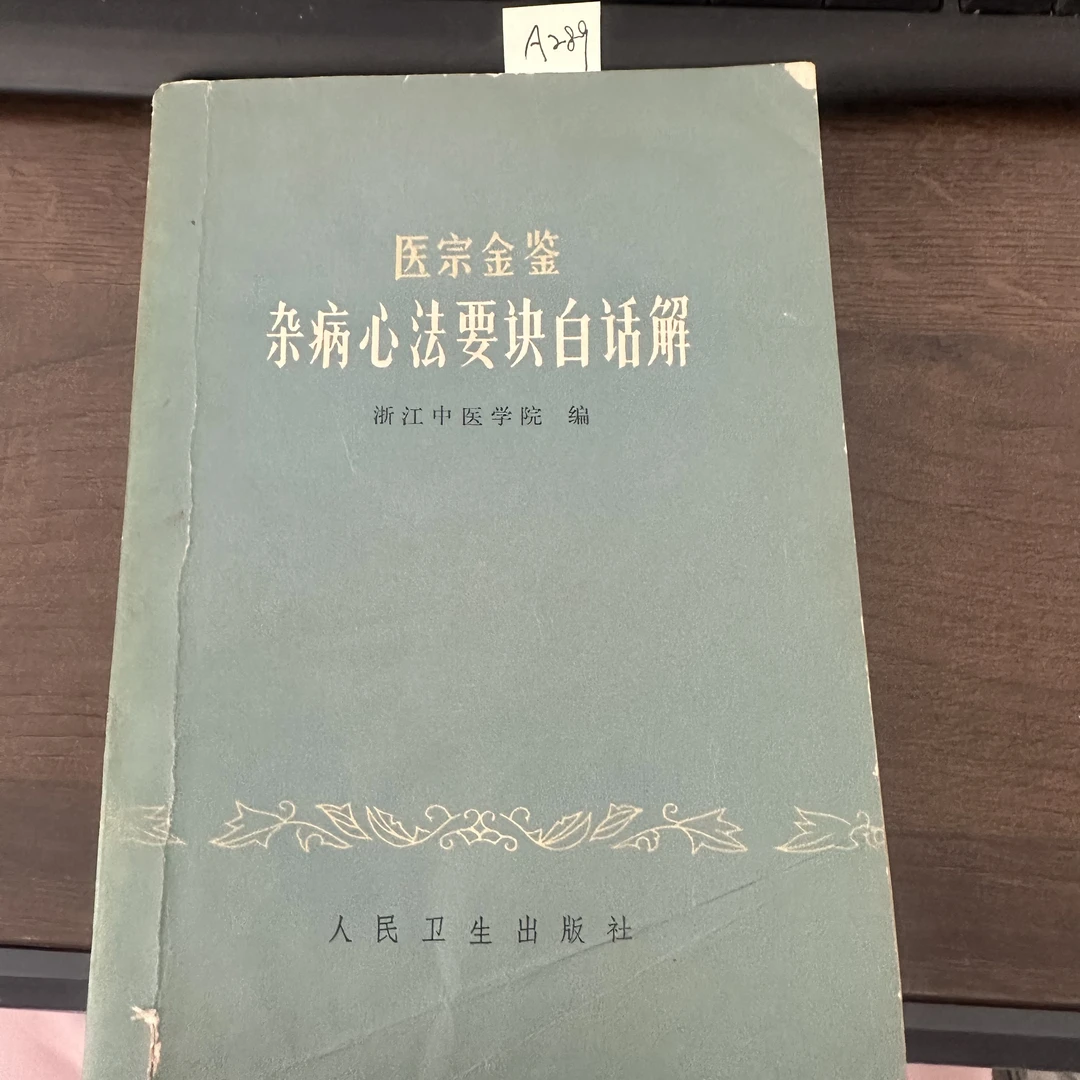 A289
医宗金鉴
杂病心法要诀白话解
浙江中医学院 编
人民卫生出版社